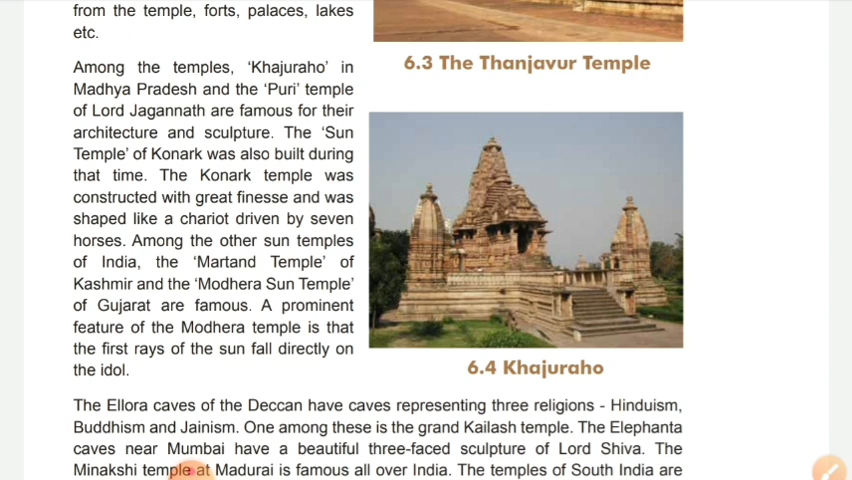 from the temple, forts, palaces, lakes
etc.
6.3 The Thanjavur Temple
Among the temples, ‘Khajuraho’ in
Madhya Pradesh and the ‘Puri’ temple
of Lord Jagannath are famous for their
architecture and sculpture. The ‘Sun
Temple’ of Konark was also built during
that time. The Konark temple was
constructed with great finesse and was
shaped like a chariot driven by seven
horses. Among the other sun temples
of India, the ‘Martand Temple’ of
Kashmir and the ‘Modhera Sun Temple’
of Gujarat are famous. A prominent
feature of the Modhera temple is that
the first rays of the sun fall directly on
the idol.
6.4 Khajuraho
The Ellora caves of the Deccan have caves representing three religions - Hinduism,
Buddhism and Jainism. One among these is the grand Kailash temple. The Elephanta
caves near Mumbai have a beautiful three-faced sculpture of Lord Shiva. The
Minakshi temple at Madurai is famous all over India. The temples of South India are